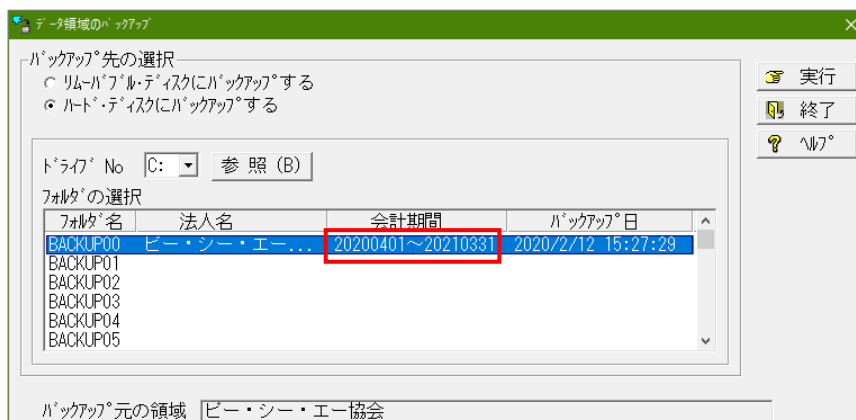 ﾃﾞｰﾀ領域のﾊﾞｯｸｱｯﾌﾟ
ﾊﾞｯｸｱｯﾌﾟ先の選択
ﾘﾑｰﾊﾞﾌﾞﾙ・ﾃﾞｨｽｸにﾊﾞｯｸｱｯﾌﾟする
ﾊｰﾄﾞ・ﾃﾞｨｽｸにﾊﾞｯｸｱｯﾌﾟする
実行
終了
ﾍﾙﾌﾟ
ﾄﾞﾗｲﾌﾞ No C: 参照(B)
ﾌｫﾙﾀﾞの選択
ﾌｫﾙﾀﾞ名 法人名 会計期間 ﾊﾞｯｸｱｯﾌﾟ日
BACKUP00 ビー・シー・エー... 20200401～20210331 2020/2/12 15:27:29
BACKUP01
BACKUP02
BACKUP03
BACKUP04
BACKUP05
ﾊﾞｯｸｱｯﾌﾟ元の領域 ビー・シー・エー協会